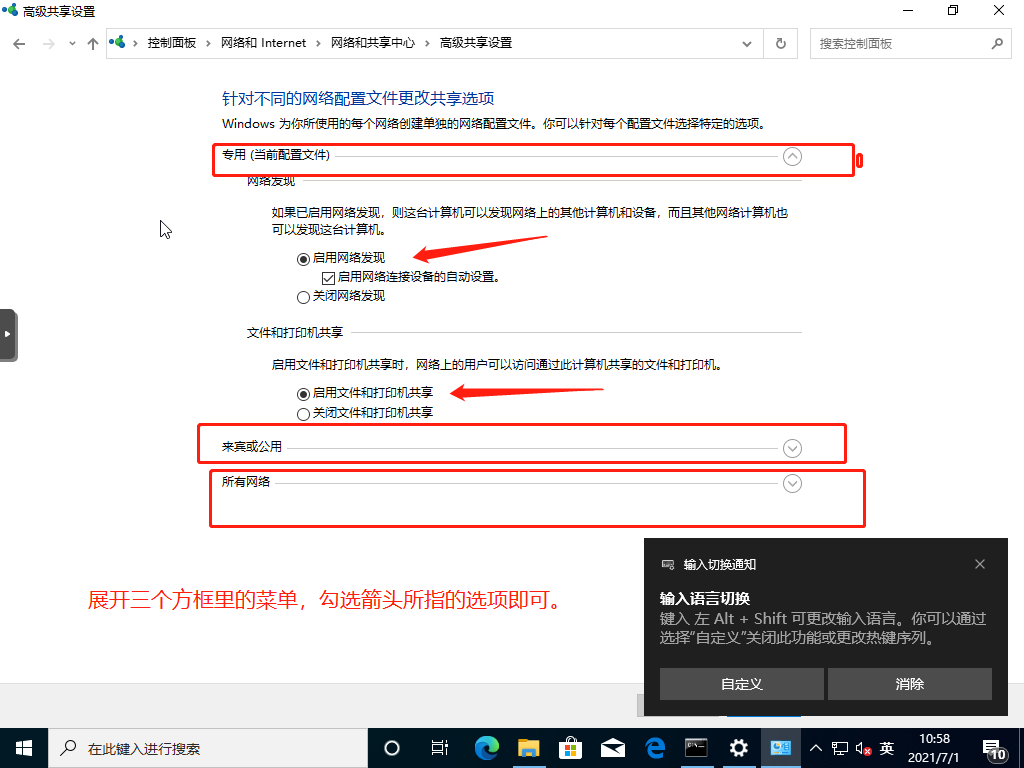 高级共享设置
控制面板 > 网络和 Internet > 网络和共享中心 > 高级共享设置
搜索控制面板
针对不同的网络配置文件更改共享选项
Windows 为你所使用的每个网络创建单独的网络配置文件。你可以针对每个配置文件选择特定的选项。
专用 (当前配置文件)
网络发现
如果已启用网络发现，则这台计算机可以发现网络上的其他计算机和设备，而且其他网络计算机也
可以发现这台计算机。
启用网络发现
启用网络连接设备的自动设置。
关闭网络发现
文件和打印机共享
启用文件和打印机共享时，网络上的用户可以访问通过此计算机共享的文件和打印机。
启用文件和打印机共享
关闭文件和打印机共享
来宾或公用
所有网络
展开三个方框里的菜单，勾选箭头所指的选项即可。
输入切换通知
输入语言切换
键入 左 Alt + Shift 可更改输入语言。你可以通过
选择"自定义"关闭此功能或更改热键序列。
自定义
消除
在此键入进行搜索
英
10:58
2021/7/1
10